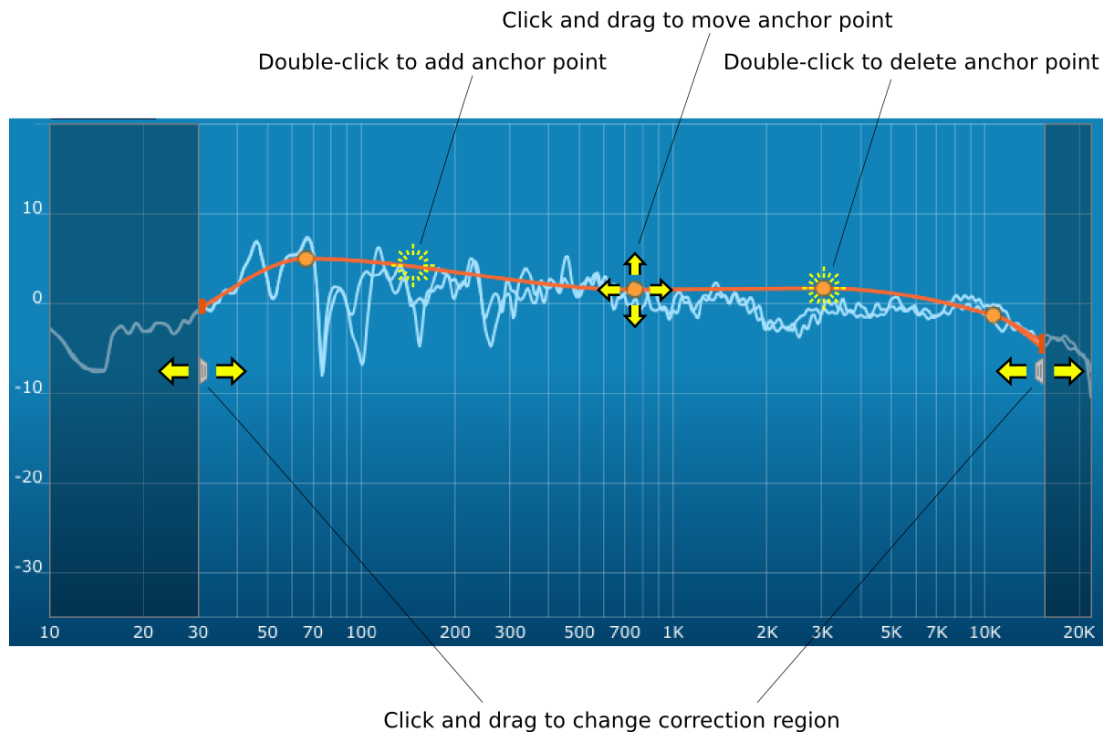 Click and drag to move anchor point
Double-click to add anchor point
Double-click to delete anchor point
10
0
-10
-20
-30
10 20 30 50 70 100 200 300 500 700 1K 2K 3K 5K 7K 10K 20K
Click and drag to change correction region